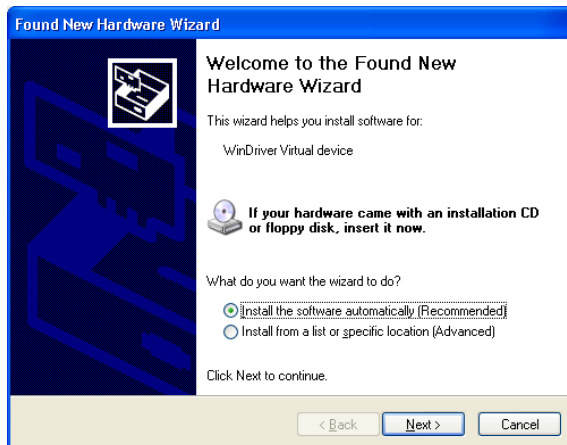 Found New Hardware Wizard
Welcome to the Found New
Hardware Wizard
This wizard helps you install software for:
WinDriver Virtual device
If your hardware came with an installation CD
or floppy disk, insert it now.
What do you want the wizard to do?
Install the software automatically (Recommended)
Install from a list or specific location (Advanced)
Click Next to continue.
< Back
Next >
Cancel